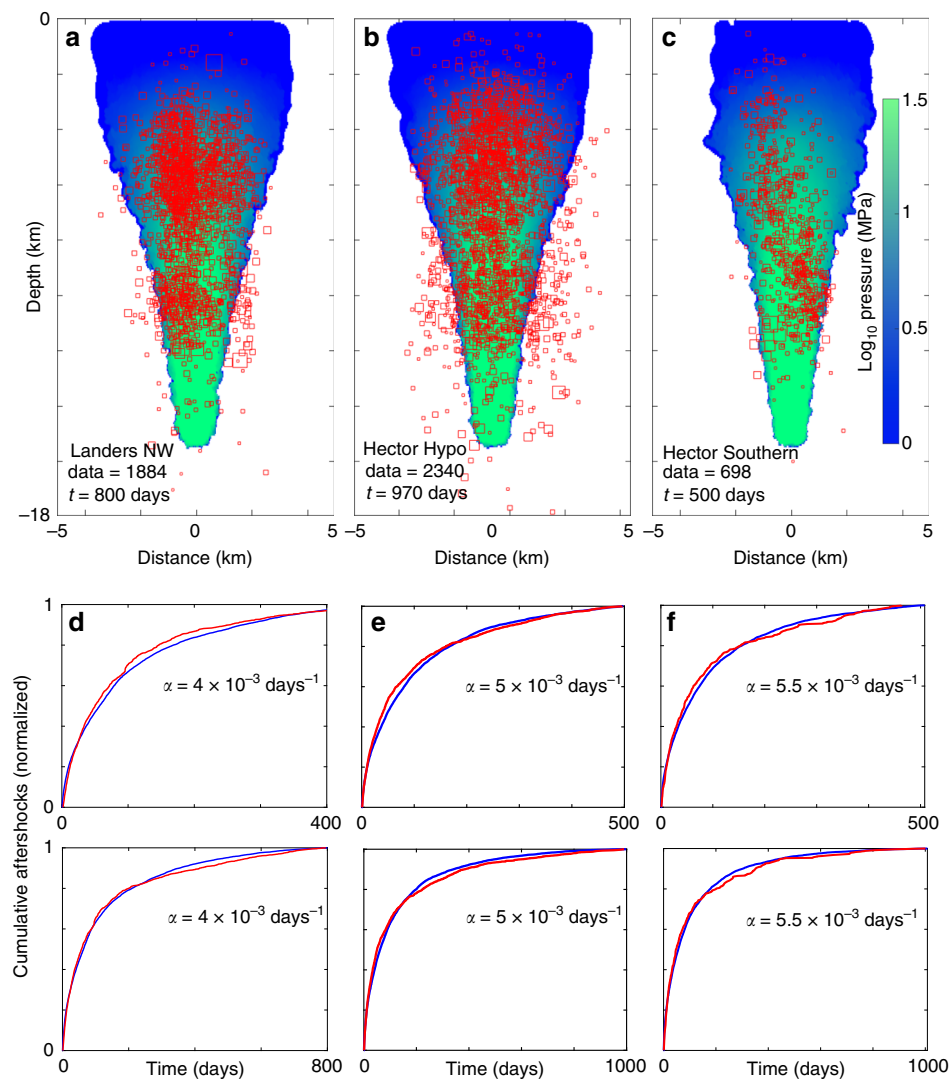 a
b
c
0
−18
Depth (km)
Landers NW
data = 1884
t = 800 days
Hector Hypo
data = 2340
t = 970 days
Hector Southern
data = 698
t = 500 days
1.5
1
0.5
0
Log₁₀ pressure (MPa)
−5 0 5
−5 0 5
−5 0 5
Distance (km)
Distance (km)
Distance (km)
Cumulative aftershocks (normalized)
1
0
d
α = 4 × 10⁻³ days⁻¹
0 400
e
α = 5 × 10⁻³ days⁻¹
0 500
f
α = 5.5 × 10⁻³ days⁻¹
0 500
1
0
α = 4 × 10⁻³ days⁻¹
0 800
Time (days)
α = 5 × 10⁻³ days⁻¹
0 1000
Time (days)
α = 5.5 × 10⁻³ days⁻¹
0 1000
Time (days)